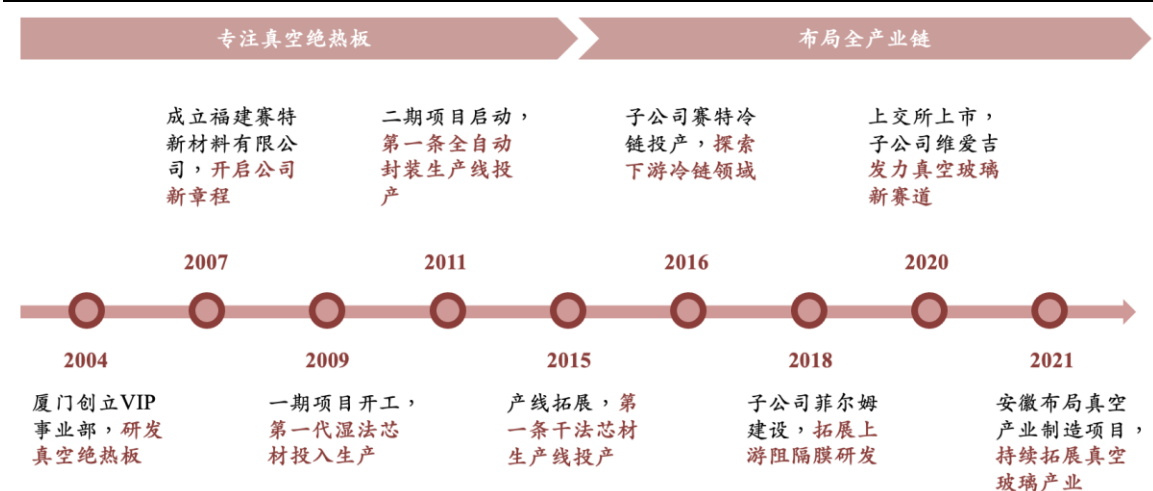 专注真空绝热板
布局全产业链
成立福建赛特
新材料有限公
司，开启公司
新章程
二期项目启动，
第一条全自动
封装生产线投
产
子公司赛特冷
链投产，探索
下游冷链领域
上交所上市，
子公司维爱吉
发力真空玻璃
新赛道
2007
2011
2016
2020
2004
2009
2015
2018
2021
厦门创立VIP
事业部，研发
真空绝热板
一期项目开工，
第一代湿法芯
材投入生产
产线拓展，第
一条干法芯材
生产线投产
子公司菲尔姆
建设，拓展上
游阻隔膜研发
安徽布局真空
产业制造项目，
持续拓展真空
玻璃产业